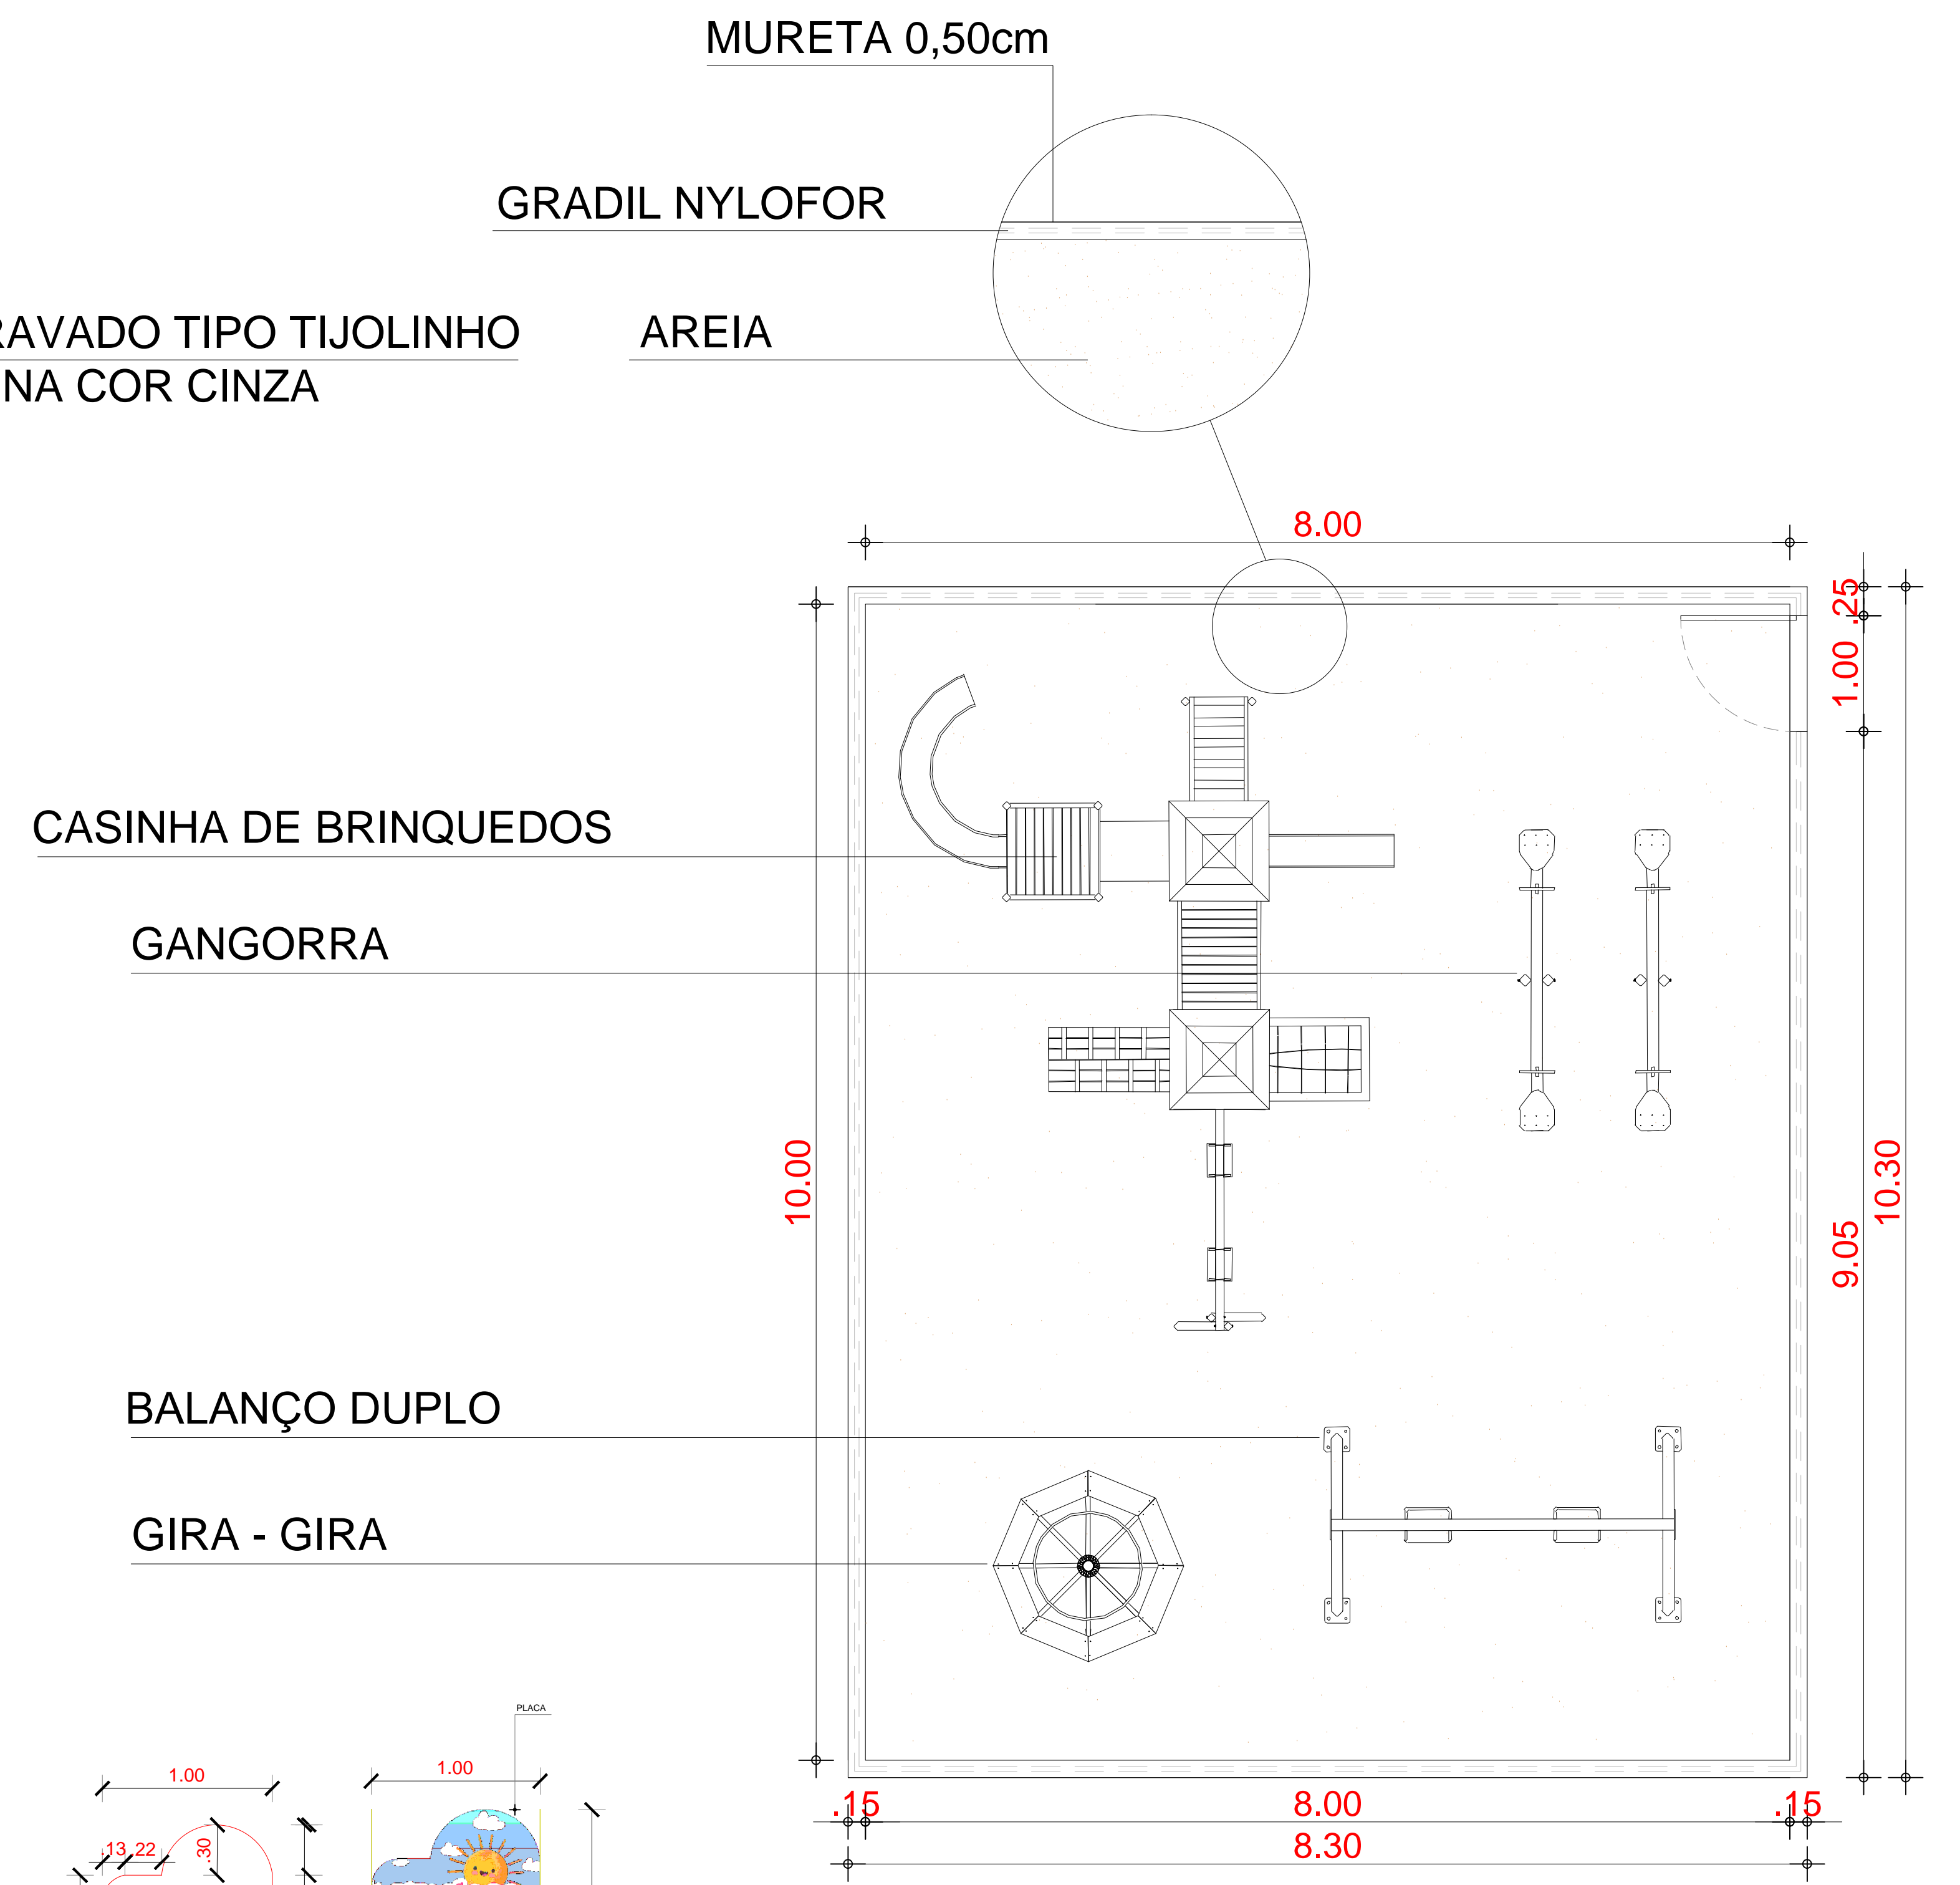 MURETA 0,50cm
GRADIL NYLOFOR
RAVADO TIPO TIJOLINHO
NA COR CINZA
AREIA
8.00
.25
1.00
CASINHA DE BRINQUEDOS
GANGORRA
10.00
10.30
9.05
BALANÇO DUPLO
GIRA - GIRA
PLACA
1.00
1.00
.15
8.00
.15
8.30
.13
.22
.30